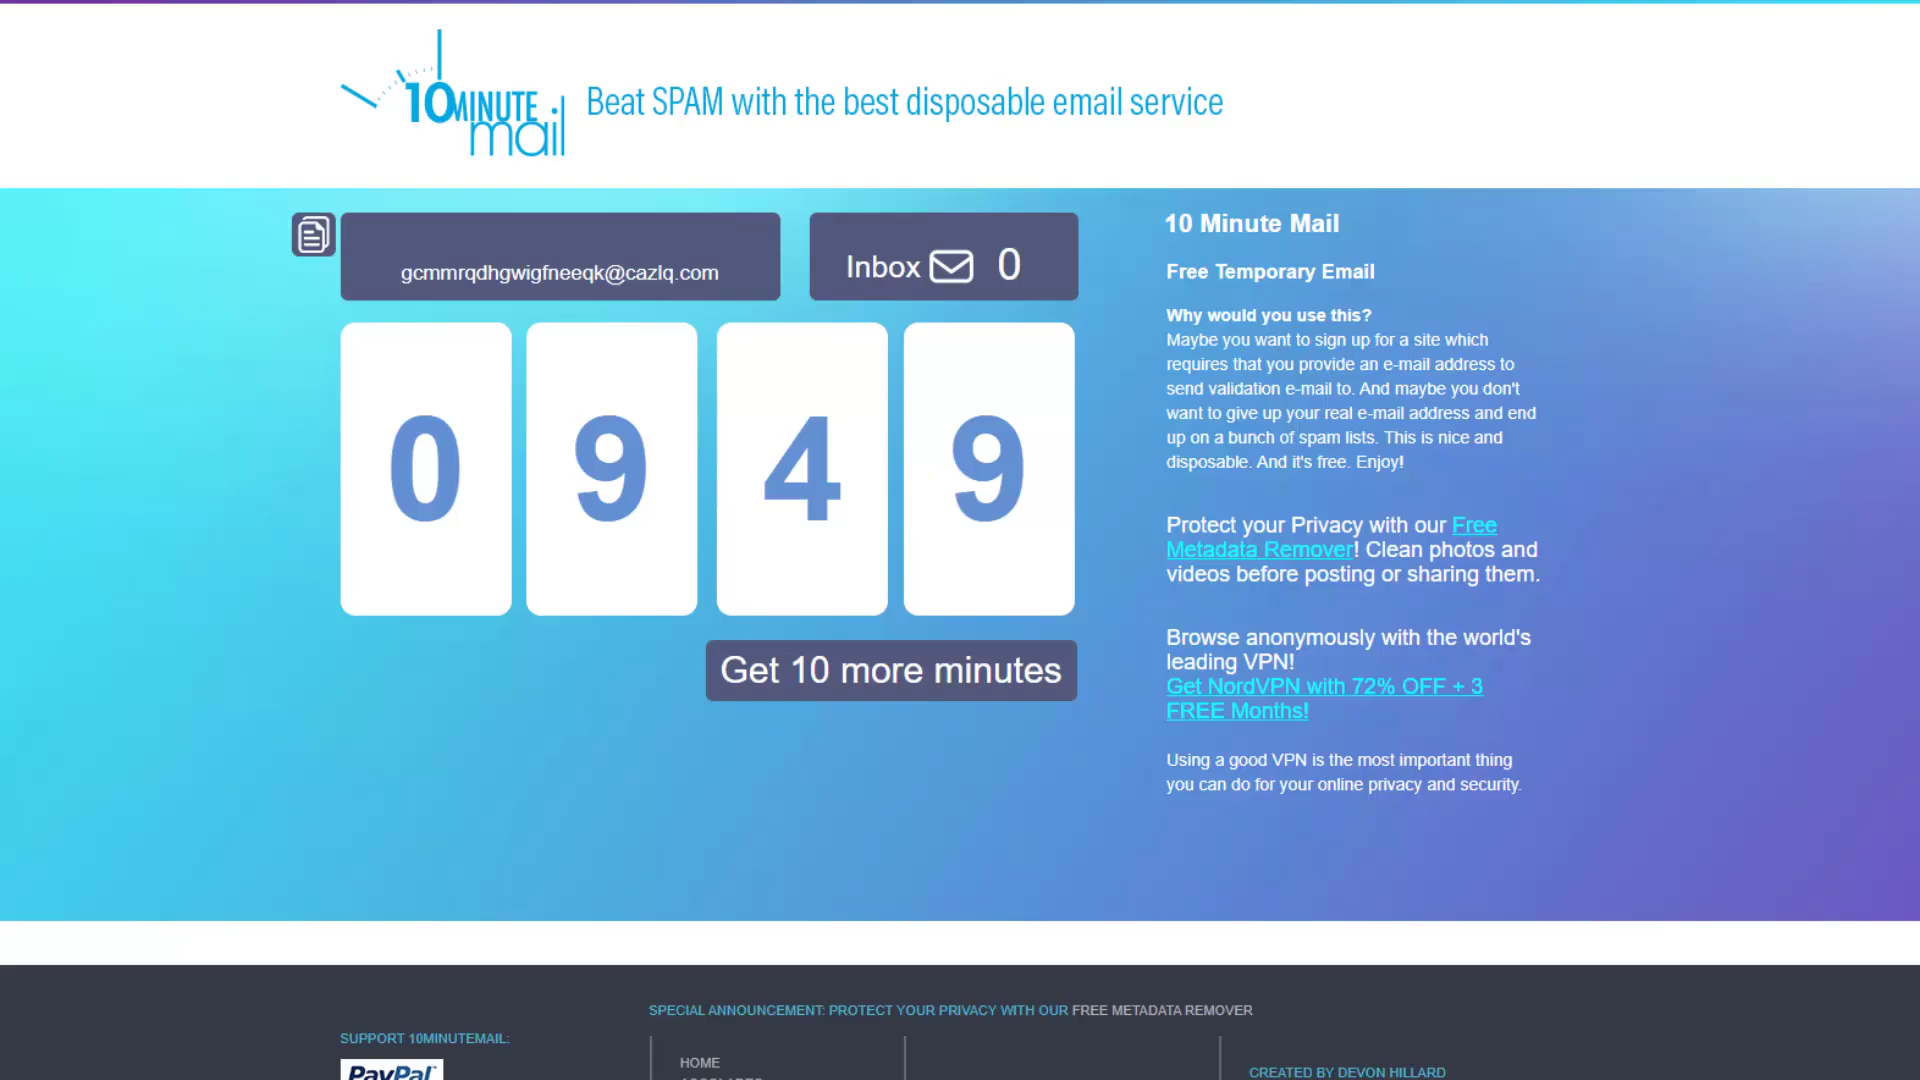 10MINUTE
mail
Beat SPAM with the best disposable email service
gcmmrqdhgwigfneeqk@cazlq.com
Inbox 0
0 9 4 9
Get 10 more minutes
10 Minute Mail
Free Temporary Email
Why would you use this?
Maybe you want to sign up for a site which
requires that you provide an e-mail address to
send validation e-mail to. And maybe you don't
want to give up your real e-mail address and end
up on a bunch of spam lists. This is nice and
disposable. And it's free. Enjoy!
Protect your Privacy with our Free
Metadata Remover! Clean photos and
videos before posting or sharing them.
Browse anonymously with the world's
leading VPN!
Get NordVPN with 72% OFF + 3
FREE Months!
Using a good VPN is the most important thing
you can do for your online privacy and security.
SPECIAL ANNOUNCEMENT: PROTECT YOUR PRIVACY WITH OUR FREE METADATA REMOVER
SUPPORT 10MINUTEMAIL:
PayPal
HOME
CREATED BY DEVON HILLARD